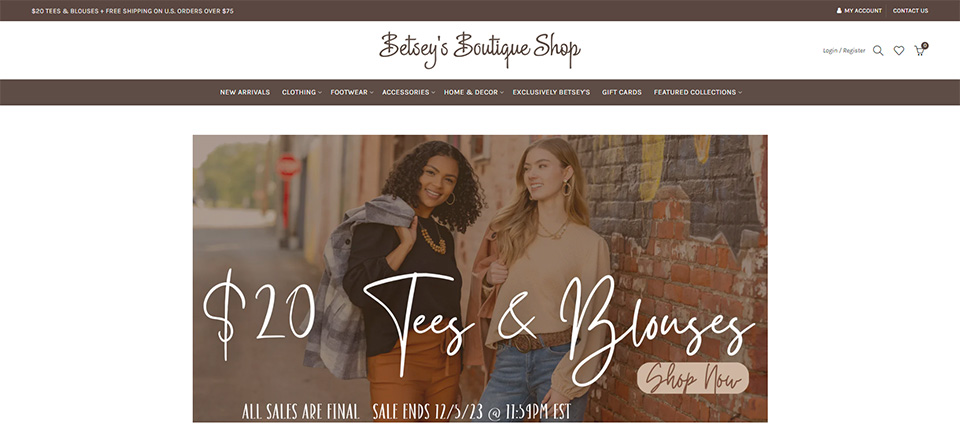 $20 TEES & BLOUSES + FREE SHIPPING ON U.S. ORDERS OVER $75
MY ACCOUNT
CONTACT US
Betsey's Boutique Shop
Login / Register
0
NEW ARRIVALS CLOTHING FOOTWEAR ACCESSORIES HOME & DECOR EXCLUSIVELY BETSEY'S GIFT CARDS FEATURED COLLECTIONS
$20 Tees & Blouses
Shop Now
ALL SALES ARE FINAL SALE ENDS 12/5/23 @ 11:59PM EST